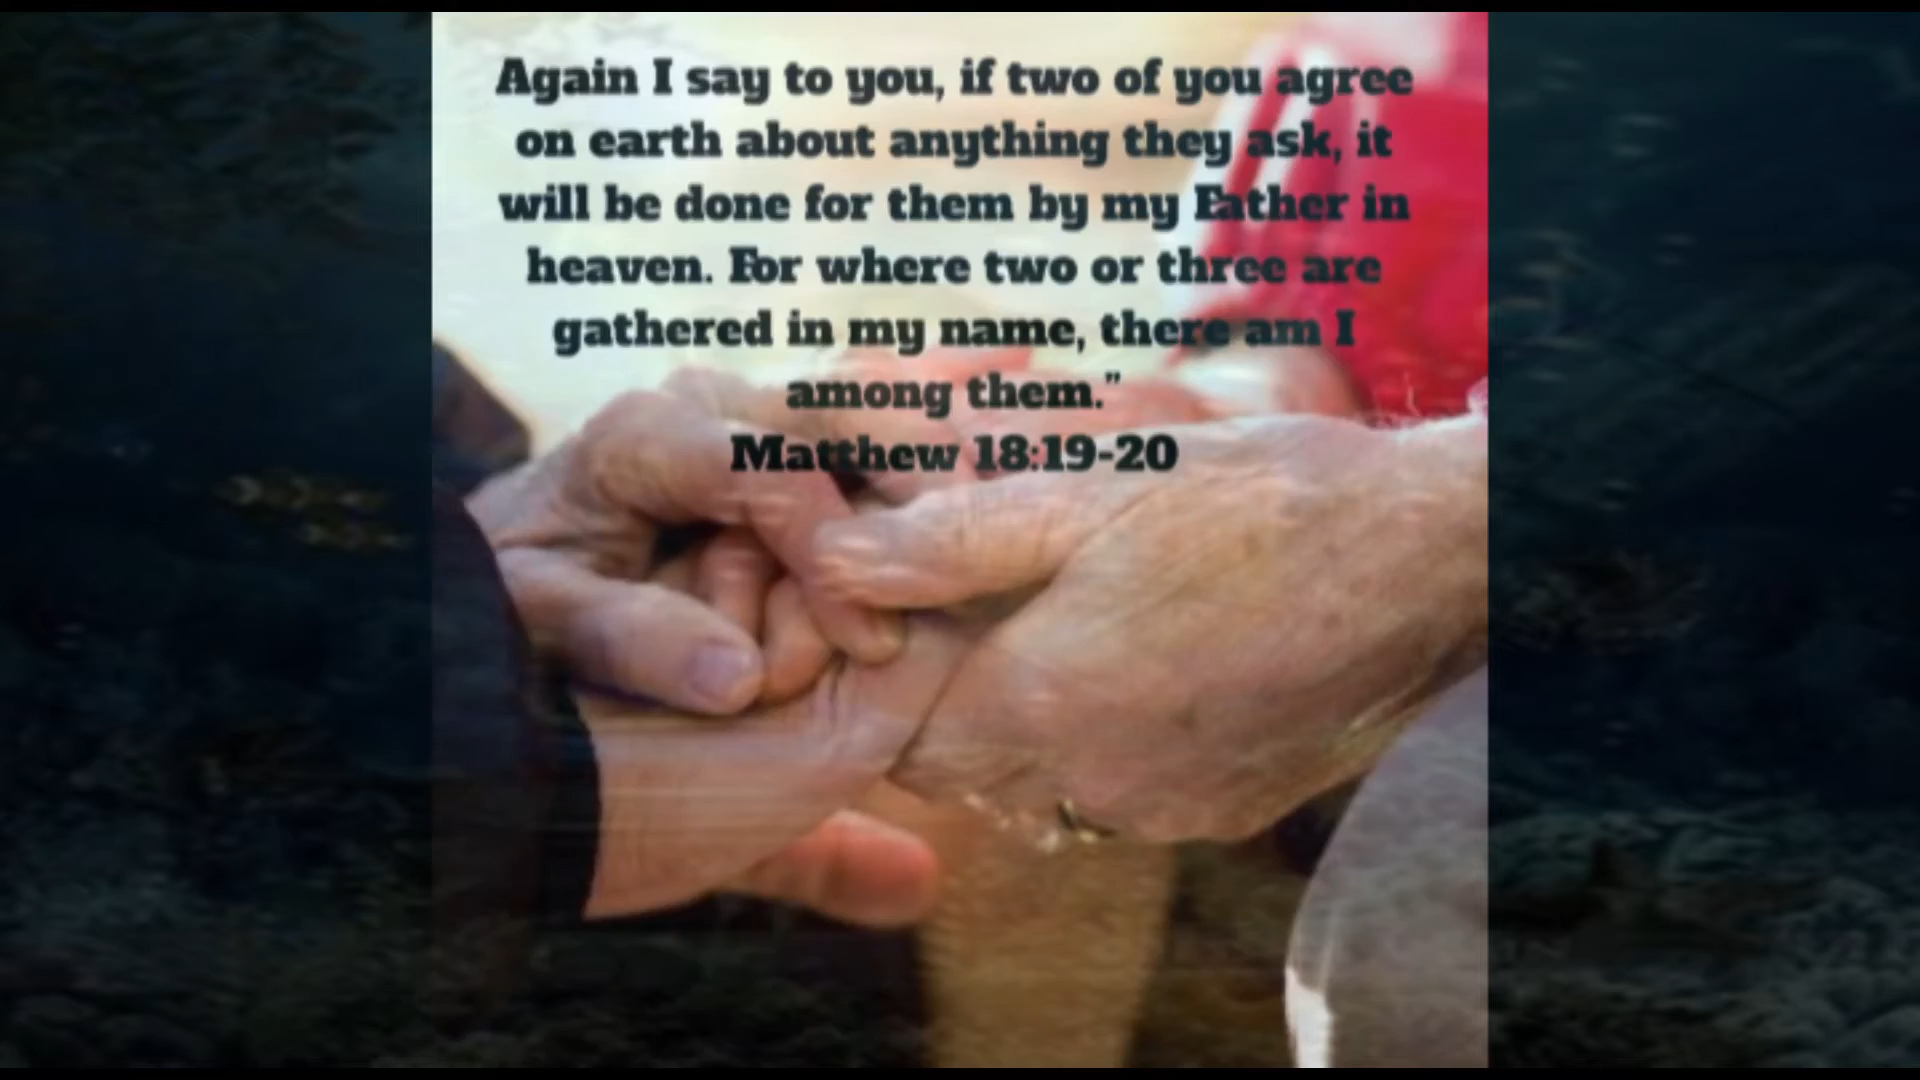 Again I say to you, if two of you agree
on earth about anything they ask, it
will be done for them by my Father in
heaven. For where two or three are
gathered in my name, there am I
among them.”
Matthew 18:19-20